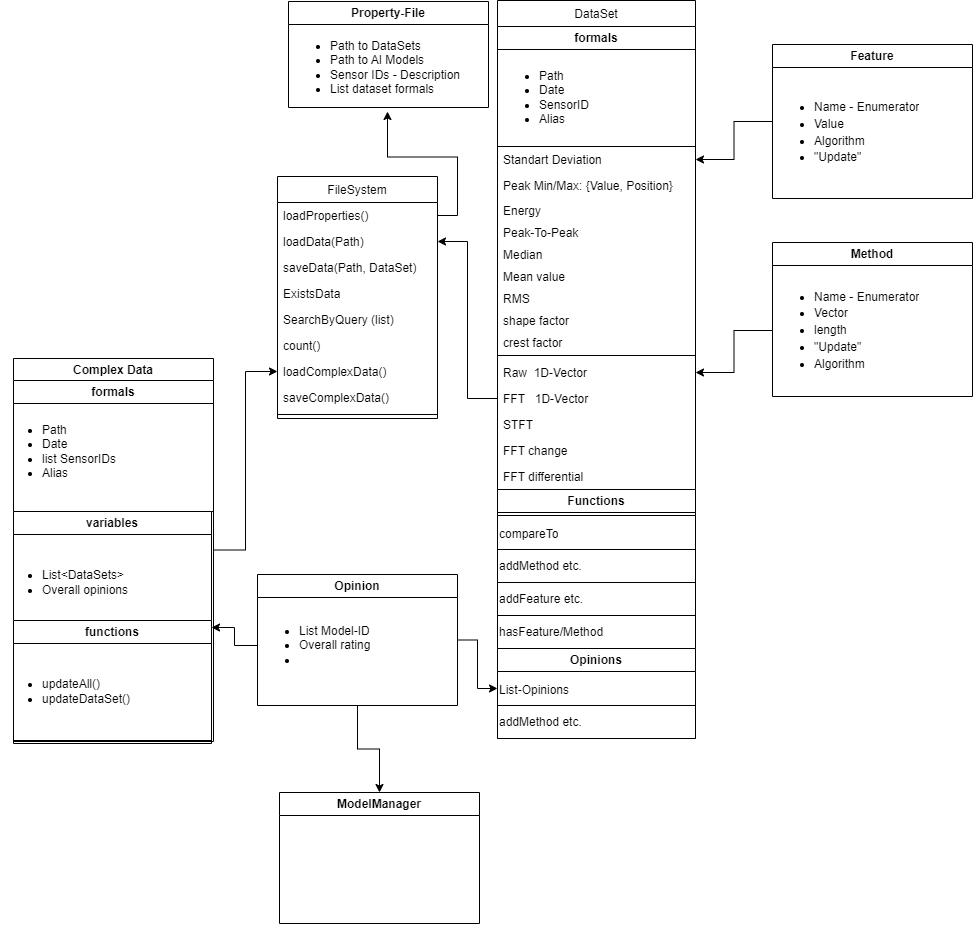 Property-File
Path to DataSets
Path to AI Models
Sensor IDs - Description
List dataset formals
DataSet
formals
Path
Date
SensorID
Alias
Standart Deviation
Peak Min/Max: {Value, Position}
Energy
Peak-To-Peak
Median
Mean value
RMS
shape factor
crest factor
Raw 1D-Vector
FFT 1D-Vector
STFT
FFT change
FFT differential
Functions
compareTo
addMethod etc.
addFeature etc.
hasFeature/Method
Opinions
List-Opinions
addMethod etc.
Feature
Name - Enumerator
Value
Algorithm
"Update"
Method
Name - Enumerator
Vector
length
"Update"
Algorithm
FileSystem
loadProperties()
loadData(Path)
saveData(Path, DataSet)
ExistsData
SearchByQuery (list)
count()
loadComplexData()
saveComplexData()
Complex Data
formals
Path
Date
list SensorIDs
Alias
variables
List<DataSets>
Overall opinions
functions
updateAll()
updateDataSet()
Opinion
List Model-ID
Overall rating
ModelManager